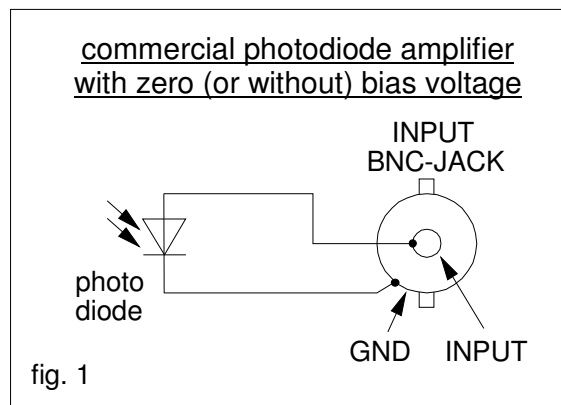 commercial photodiode amplifier
with zero (or without) bias voltage
INPUT
BNC-JACK
photo
diode
GND
INPUT
fig. 1